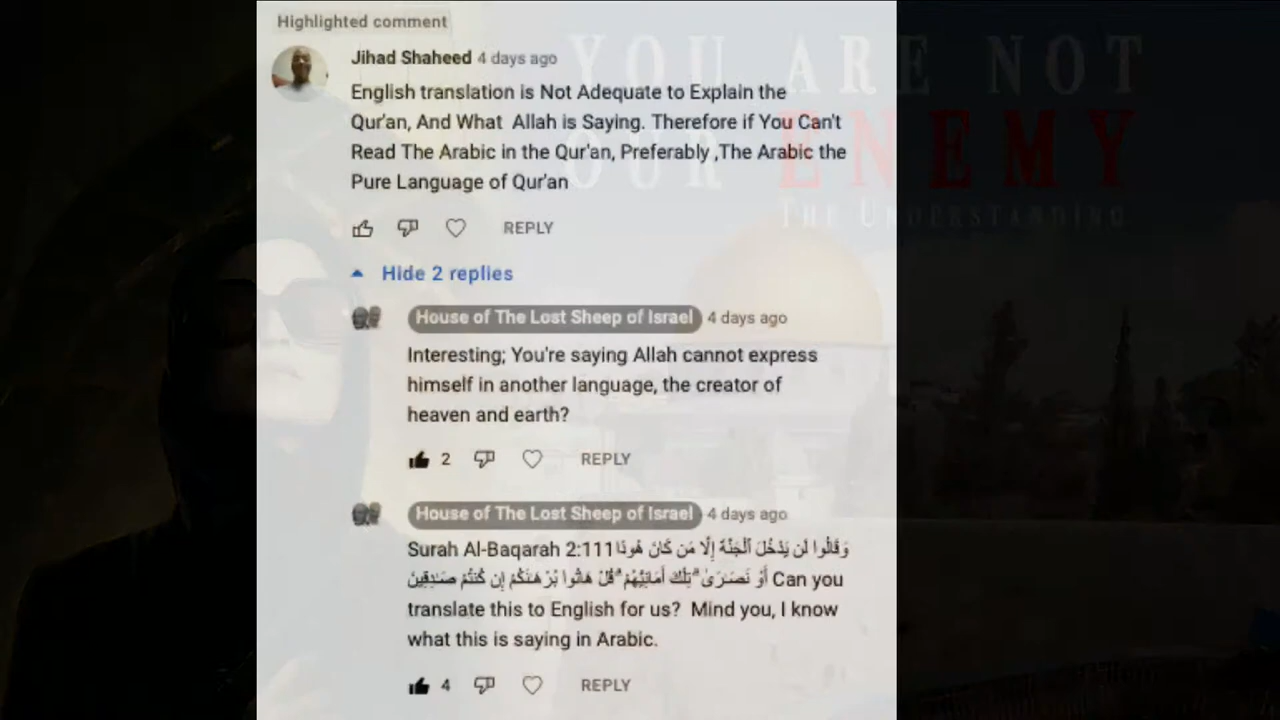 Highlighted comment
Jihad Shaheed 4 days ago
English translation is Not Adequate to Explain the
Qur'an, And What Allah is Saying. Therefore if You Can't
Read The Arabic in the Qur'an, Preferably ,The Arabic the
Pure Language of Qur'an
REPLY
Hide 2 replies
House of The Lost Sheep of Israel 4 days ago
Interesting; You're saying Allah cannot express
himself in another language, the creator of
heaven and earth?
2 REPLY
House of The Lost Sheep of Israel 4 days ago
Surah Al-Baqarah 2:111 وَقَالُوا لَن يَدْخُلَ ٱلْجَنَّةَ إِلَّا مَن كَانَ هُودًا
أَوْ نَصَـٰرَىٰ ۗ تِلْكَ أَمَانِيُّهُمْ ۗ قُلْ هَاتُوا بُرْهَـٰنَكُمْ إِن كُنتُمْ صَـٰدِقِينَ Can you
translate this to English for us? Mind you, I know
what this is saying in Arabic.
4 REPLY
YOU ARE NOT
OUR ENEMY
THE UNDERSTANDING